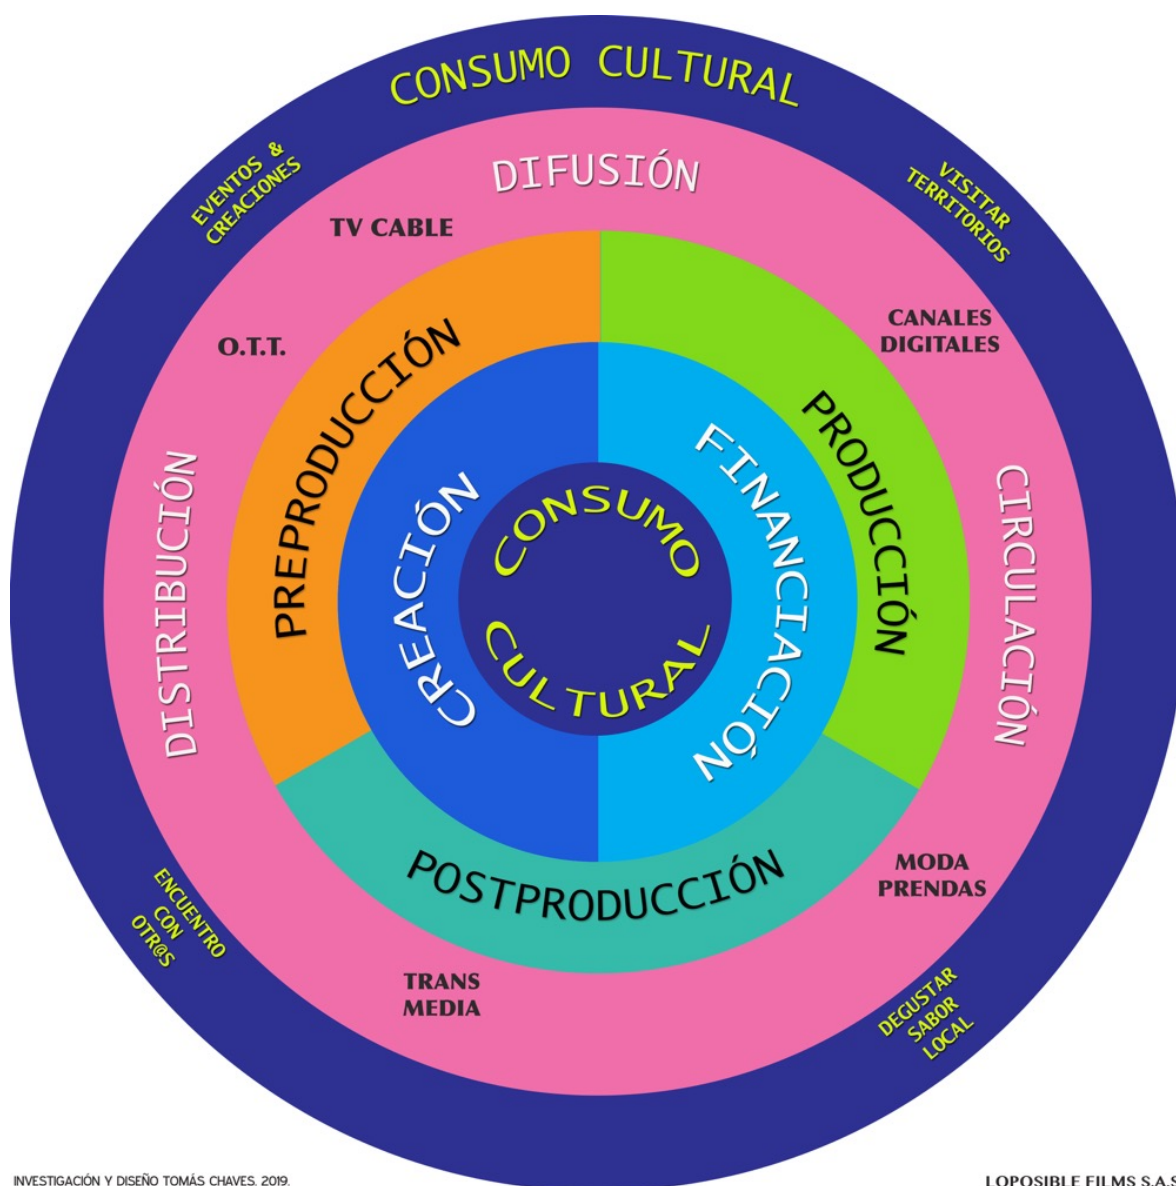 CONSUMO CULTURAL
EVENTOS &
CREACIONES
VISITAR
TERRITORIOS
DIFUSIÓN
TV CABLE
O.T.T.
CANALES
DIGITALES
PREPRODUCCIÓN
PRODUCCIÓN
DISTRIBUCIÓN
CIRCULACIÓN
CREACIÓN
FINANCIACIÓN
CONSUMO
CULTURAL
POSTPRODUCCIÓN
MODA
PRENDAS
ENCUENTRO
CON
OTR@S
TRANS
MEDIA
DEGUSTAR
SABOR
LOCAL
INVESTIGACIÓN Y DISEÑO TOMÁS CHAVES. 2019.
LOPOSIBLE FILMS S.A.S